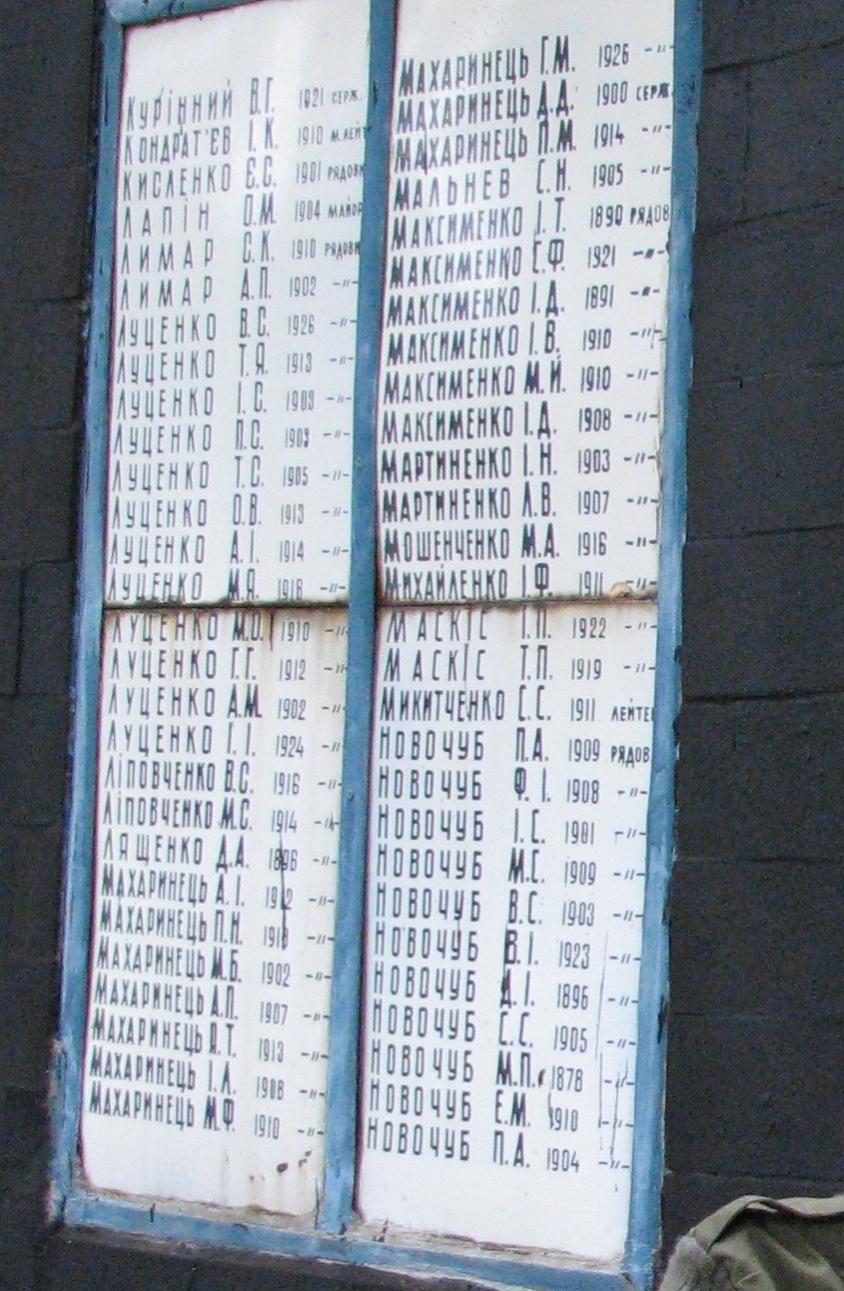 Курінний В.Г. 1921 серж.
Кондрат'єв І.К. 1910 м.лейт
Кисленко Є.С. 1901 рядови
Лапін О.М. 1904 майор
Лимар С.К. 1910 рядови
Лимар А.П. 1902 -"-
Луценко В.С. 1926 -"-
Луценко Т.Я. 1913 -"-
Луценко І.С. 1903 -"-
Луценко П.С. -"-
Луценко Т.С. 1905 -"-
Луценко О.В. 1913 -"-
Луценко А.І. 1914 -"-
Луценко М.Я. 1918 -"-
Луценко М.О. 1910 -"-
Луценко Г.Г. 1912 -"-
Луценко А.М. 1902 -"-
Луценко І. 1924 -"-
Ліповченко В.С. 1916 -"-
Ліповченко М.С. 1914 -"-
Лященко Д.А. 1896 -"-
Махаринець А.І. -"-
Махаринець П.Н. -"-
Махаринець М.Б. 1902 -"-
Махаринець А.П. 1907 -"-
Махаринець Я.Т. 1913 -"-
Махаринець І.Л. 1908 -"-
Махаринець М.Ф. 1910 -"-
Махаринець Г.М. 1926 -"-
Махаринець Д.Д. 1900 серж
Махаринець П.М. 1914 -"-
Мальнев С.Н. 1905 -"-
Максименко І.Т. 1890 рядов
Максименко Є.Ф. 1921 -"-
Максименко І.Д. 1891 -"-
Максименко І.В. 1910 -"-
Максименко М.Й. 1910 -"-
Максименко І.Д. 1908 -"-
Мартиненко І.Н. 1903 -"-
Мартиненко Л.В. 1907 -"-
Мошенченко М.А. 1916 -"-
Михайленко І.Ф. 1911 -"-
Маскіс І.П. 1922 -"-
Маскіс Т.П. 1919 -"-
Микитченко С.С. 1911 лейтен
Новочуб П.А. 1909 рядов
Новочуб Ф.І. 1908 -"-
Новочуб І.С. 1901 -"-
Новочуб М.С. 1909 -"-
Новочуб В.С. 1903 -"-
Новочуб В.І. 1923 -"-
Новочуб Д.І. 1896 -"-
Новочуб С.С. 1905 -"-
Новочуб М.П. 1878 -"-
Новочуб Е.М. 1910 -"-
Новочуб П.А. 1904 -"-